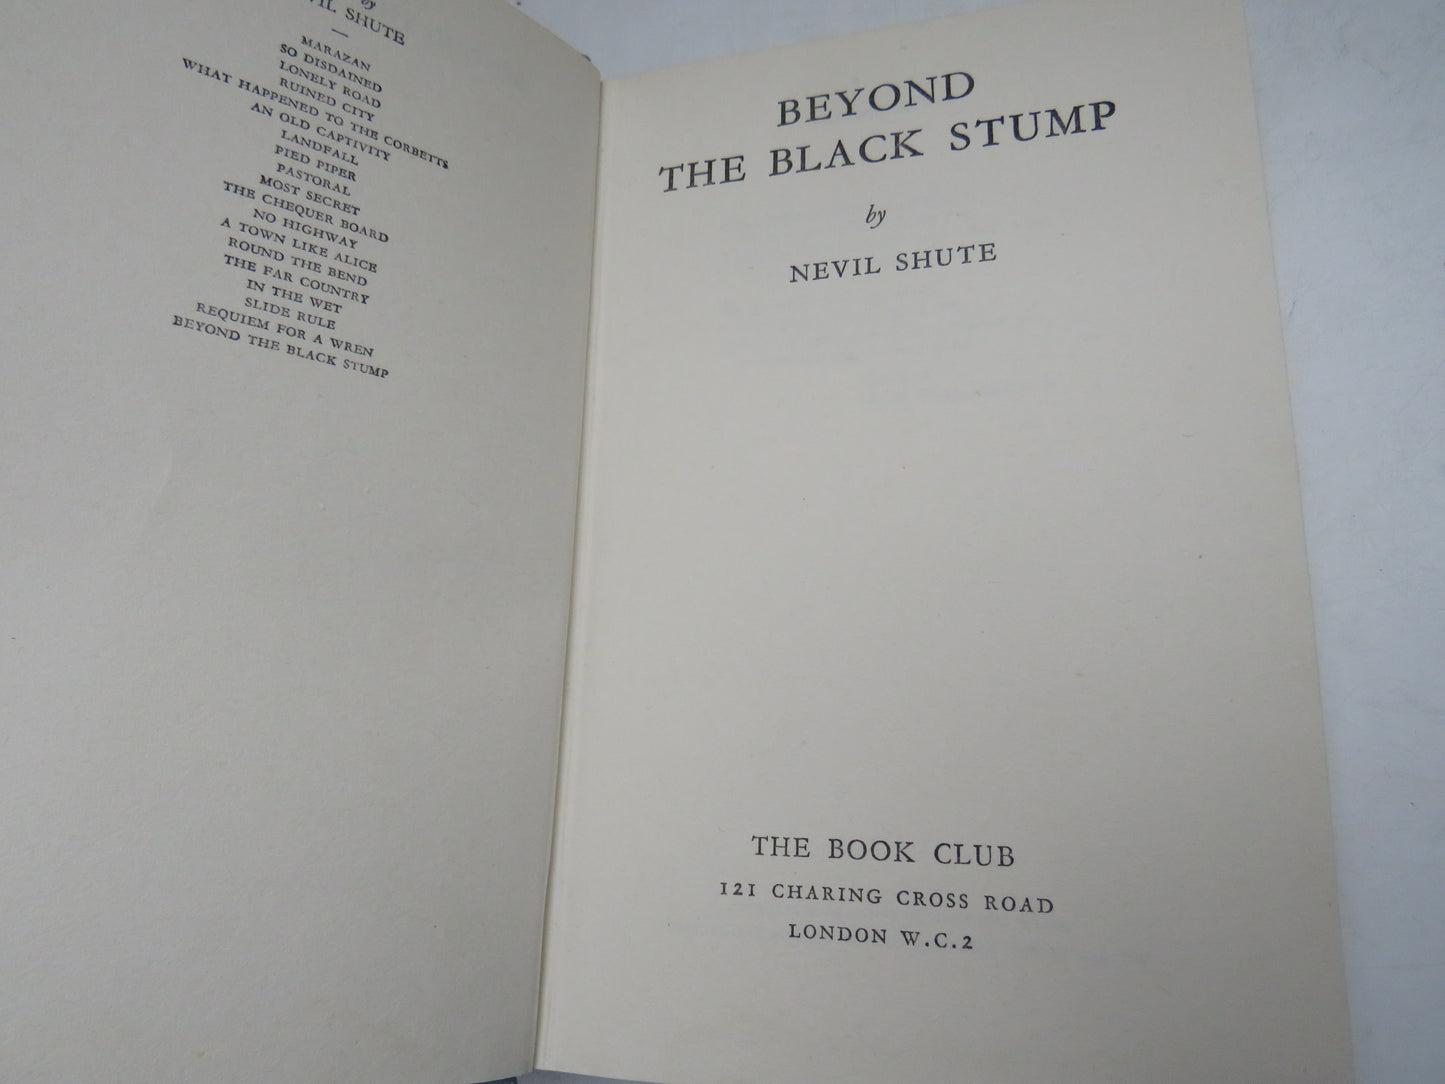 by
NEVIL SHUTE
—
MARAZAN
SO DISDAINED
LONELY ROAD
RUINED CITY
WHAT HAPPENED TO THE CORBETTS
AN OLD CAPTIVITY
LANDFALL
PIED PIPER
PASTORAL
MOST SECRET
THE CHEQUER BOARD
NO HIGHWAY
A TOWN LIKE ALICE
ROUND THE BEND
THE FAR COUNTRY
IN THE WET
SLIDE RULE
REQUIEM FOR A WREN
BEYOND THE BLACK STUMP
BEYOND
THE BLACK STUMP
by
NEVIL SHUTE
THE BOOK CLUB
121 CHARING CROSS ROAD
LONDON W.C.2